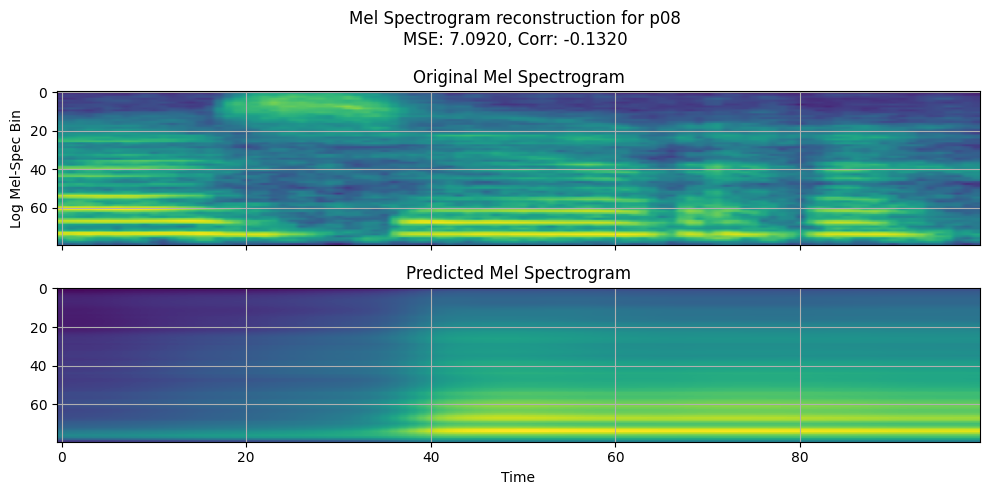 Mel Spectrogram reconstruction for p08
MSE: 7.0920, Corr: -0.1320
Original Mel Spectrogram
0
20
40
60
Log Mel-Spec Bin
Predicted Mel Spectrogram
0
20
40
60
0 20 40 60 80
Time